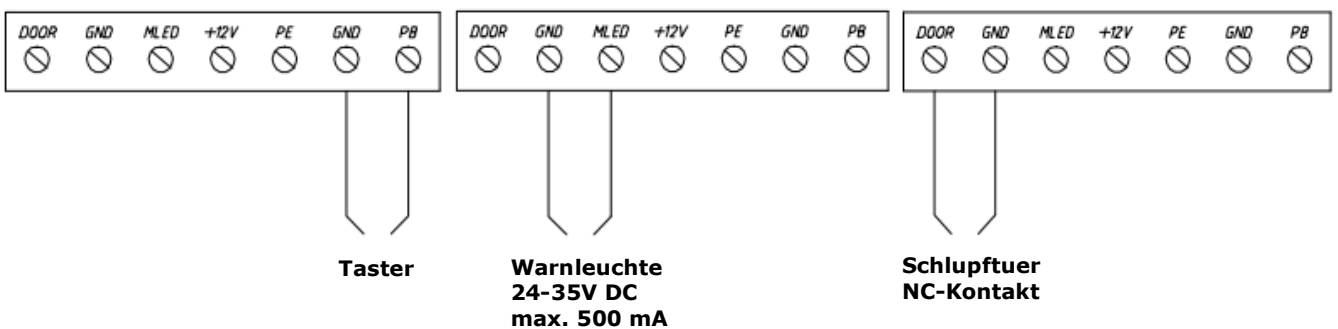 DOOR GND MLED +12V PE GND PB
DOOR GND MLED +12V PE GND PB
DOOR GND MLED +12V PE GND PB
Taster
Warnleuchte
24-35V DC
max. 500 mA
Schlupftuer
NC-Kontakt